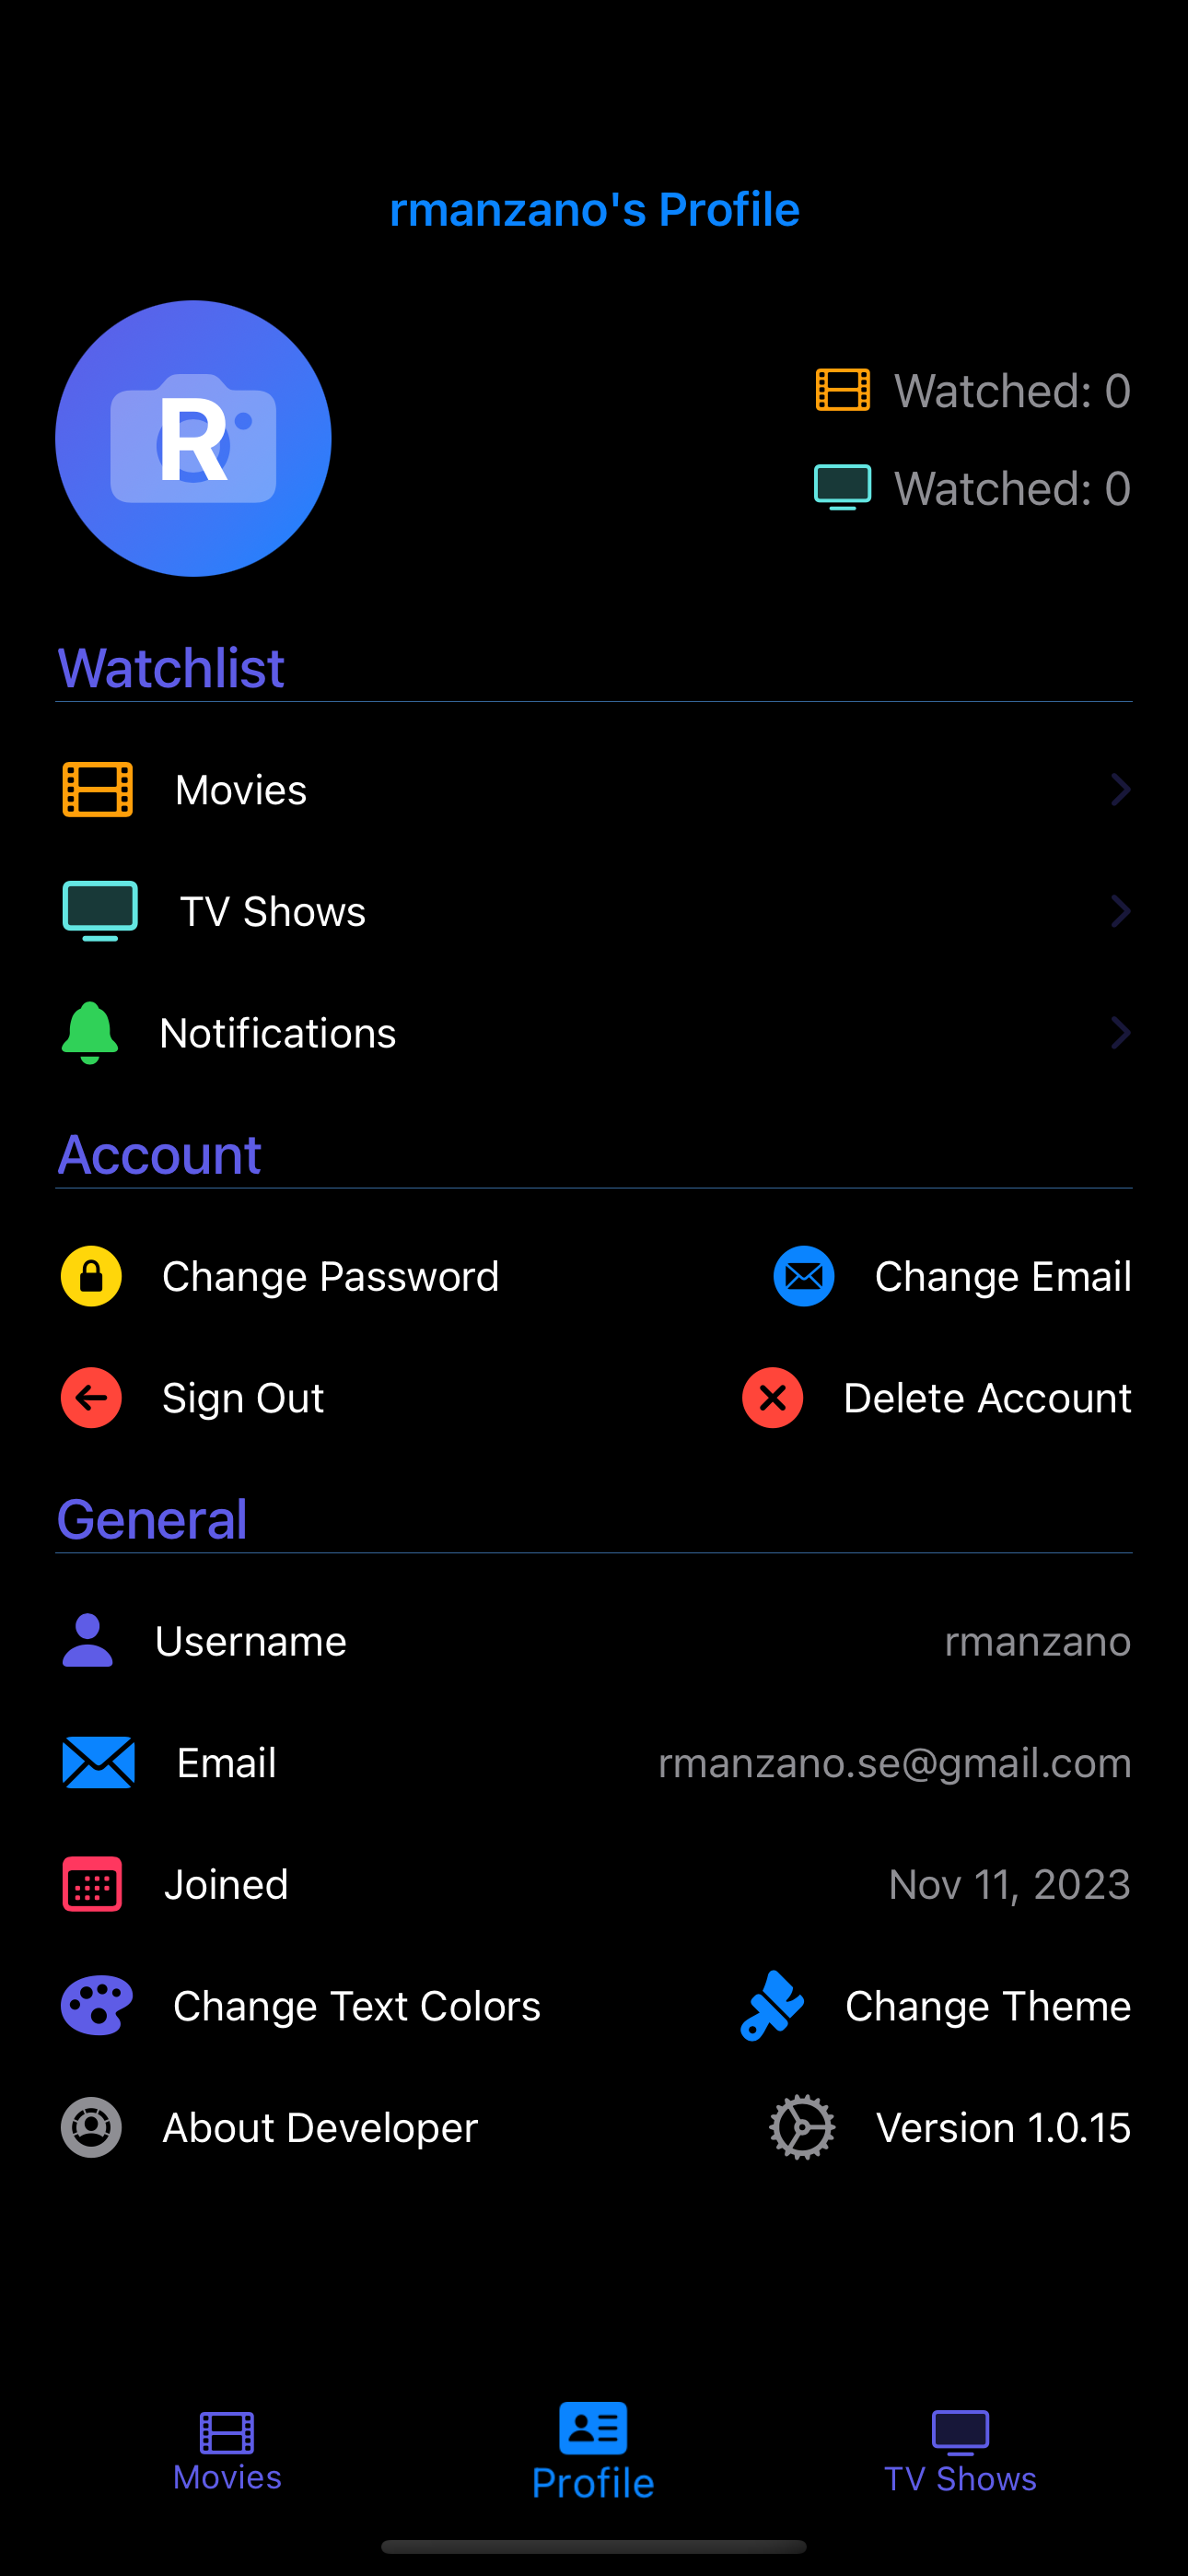 rmanzano's Profile
R
Watched: 0
Watched: 0
Watchlist
Movies
TV Shows
Notifications
Account
Change Password
Change Email
Sign Out
Delete Account
General
Username
rmanzano
Email
rmanzano.se@gmail.com
Joined
Nov 11, 2023
Change Text Colors
Change Theme
About Developer
Version 1.0.15
Movies
Profile
TV Shows